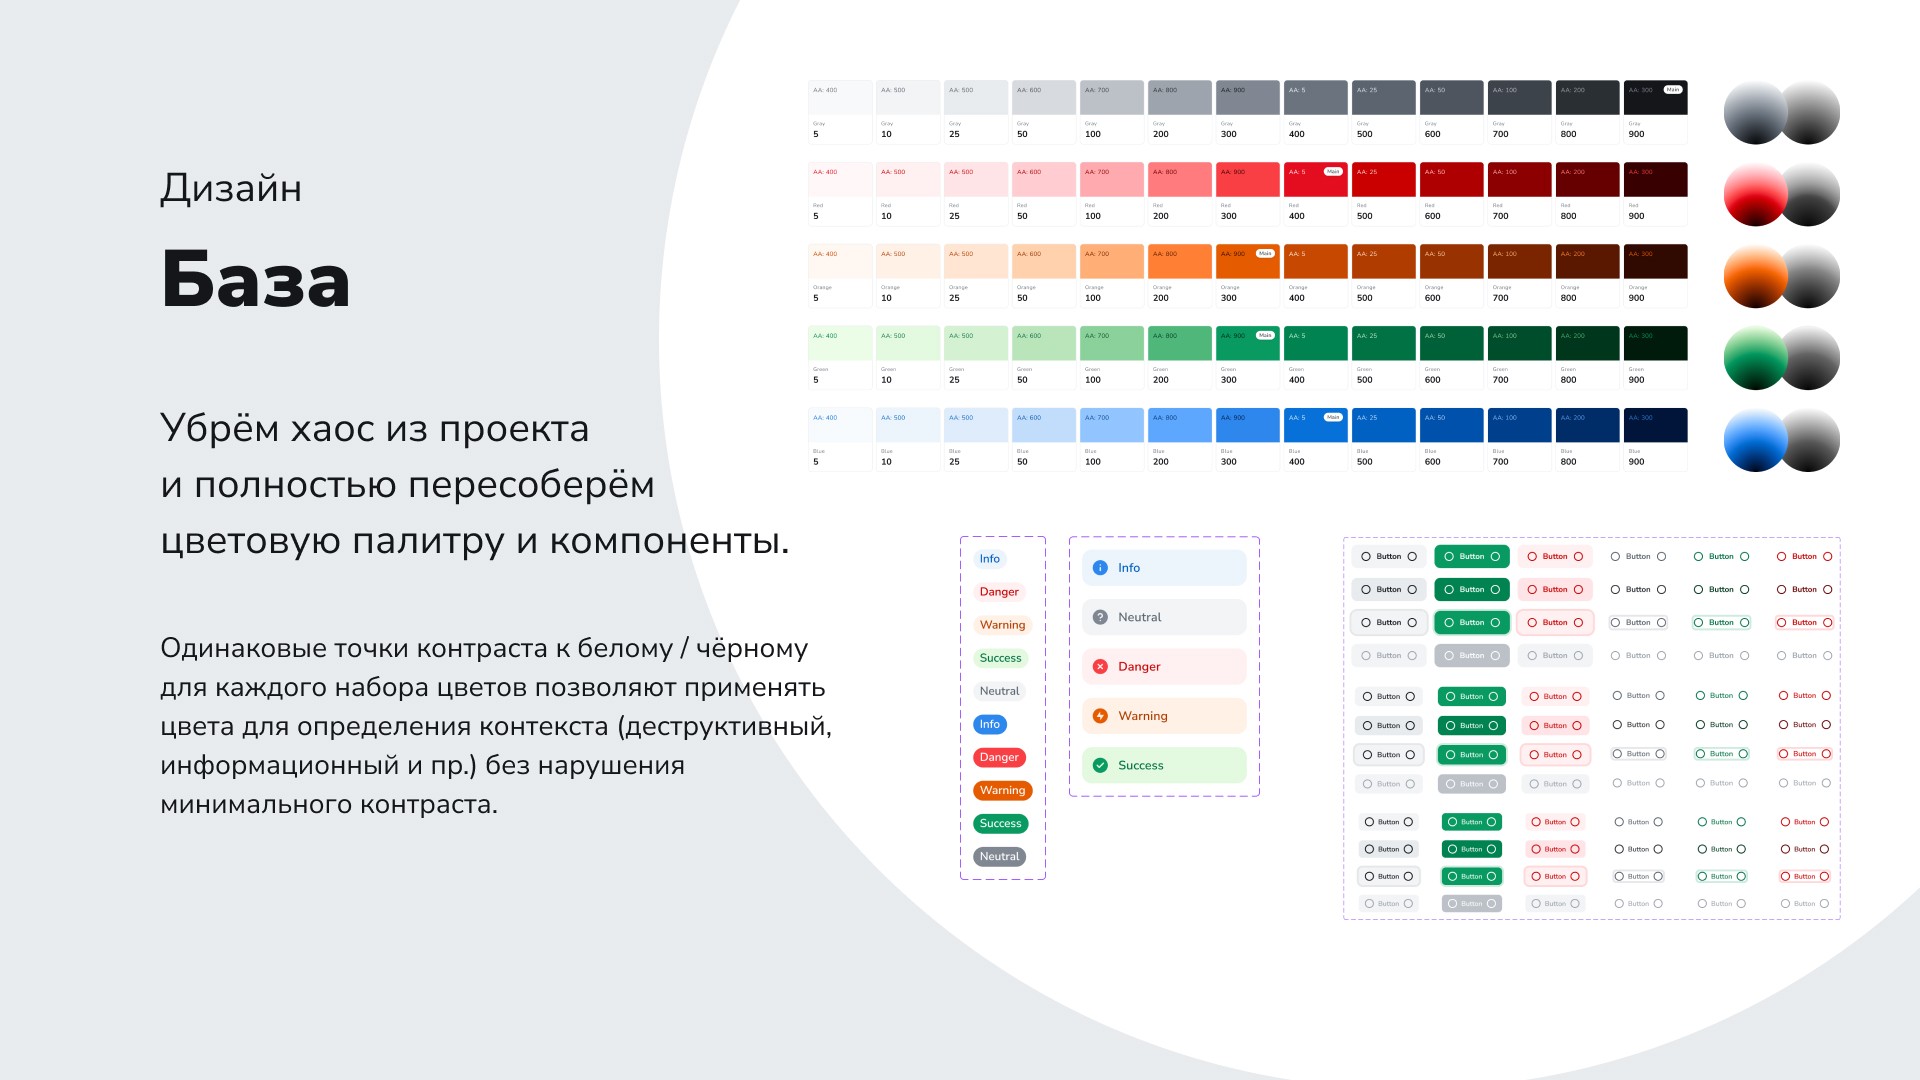 Дизайн
База
Убрём хаос из проекта
и полностью пересоберём
цветовую палитру и компоненты.
Одинаковые точки контраста к белому / чёрному
для каждого набора цветов позволяют применять
цвета для определения контекста (деструктивный,
информационный и пр.) без нарушения
минимального контраста.
AA: 400 AA: 500 AA: 500 AA: 600 AA: 700 AA: 800 AA: 900 AA: 5 AA: 25 AA: 50 AA: 100 AA: 200 AA: 300 Main
Gray Gray Gray Gray Gray Gray Gray Gray Gray Gray Gray Gray Gray
5 10 25 50 100 200 300 400 500 600 700 800 900
AA: 400 AA: 500 AA: 500 AA: 600 AA: 700 AA: 800 AA: 900 AA: 5 Main AA: 25 AA: 50 AA: 100 AA: 200 AA: 300
Red Red Red Red Red Red Red Red Red Red Red Red Red
5 10 25 50 100 200 300 400 500 600 700 800 900
AA: 400 AA: 500 AA: 500 AA: 600 AA: 700 AA: 800 AA: 900 Main AA: 5 AA: 25 AA: 50 AA: 100 AA: 200 AA: 300
Orange Orange Orange Orange Orange Orange Orange Orange Orange Orange Orange Orange Orange
5 10 25 50 100 200 300 400 500 600 700 800 900
AA: 400 AA: 500 AA: 500 AA: 600 AA: 700 AA: 800 AA: 900 Main AA: 5 AA: 25 AA: 50 AA: 100 AA: 200 AA: 300
Green Green Green Green Green Green Green Green Green Green Green Green Green
5 10 25 50 100 200 300 400 500 600 700 800 900
AA: 400 AA: 500 AA: 500 AA: 600 AA: 700 AA: 800 AA: 900 AA: 5 Main AA: 25 AA: 50 AA: 100 AA: 200 AA: 300
Blue Blue Blue Blue Blue Blue Blue Blue Blue Blue Blue Blue Blue
5 10 25 50 100 200 300 400 500 600 700 800 900
Info
Danger
Warning
Success
Neutral
Info
Danger
Warning
Success
Neutral
Info
Neutral
Danger
Warning
Success
Button Button Button Button Button Button
Button Button Button Button Button Button
Button Button Button Button Button Button
Button Button Button Button Button Button
Button Button Button Button Button Button
Button Button Button Button Button Button
Button Button Button Button Button Button
Button Button Button Button Button Button
Button Button Button Button Button Button
Button Button Button Button Button Button
Button Button Button Button Button Button
Button Button Button Button Button Button